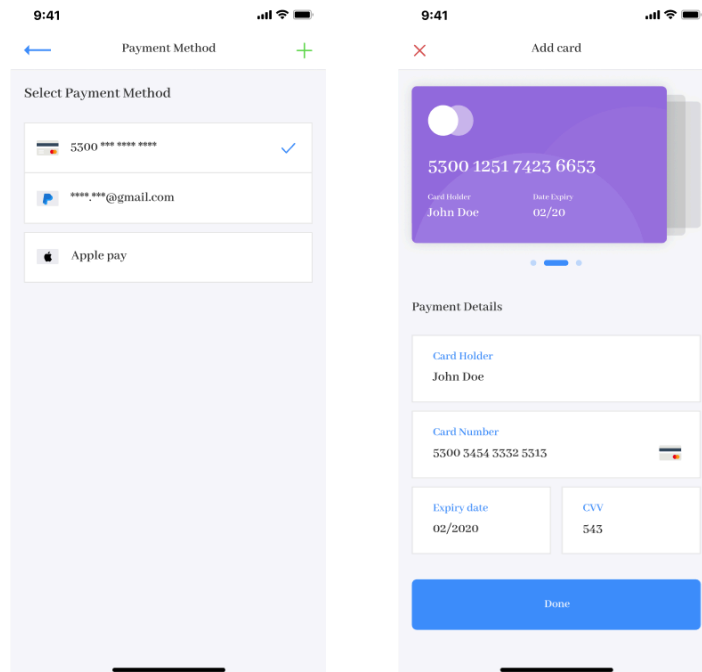 9:41
Payment Method
Select Payment Method
5300 *** **** ****
****.***@gmail.com
Apple pay
9:41
Add card
5300 1251 7423 6653
Card Holder Date Expiry
John Doe 02/20
Payment Details
Card Holder
John Doe
Card Number
5300 3454 3332 5313
Expiry date CVV
02/2020 543
Done